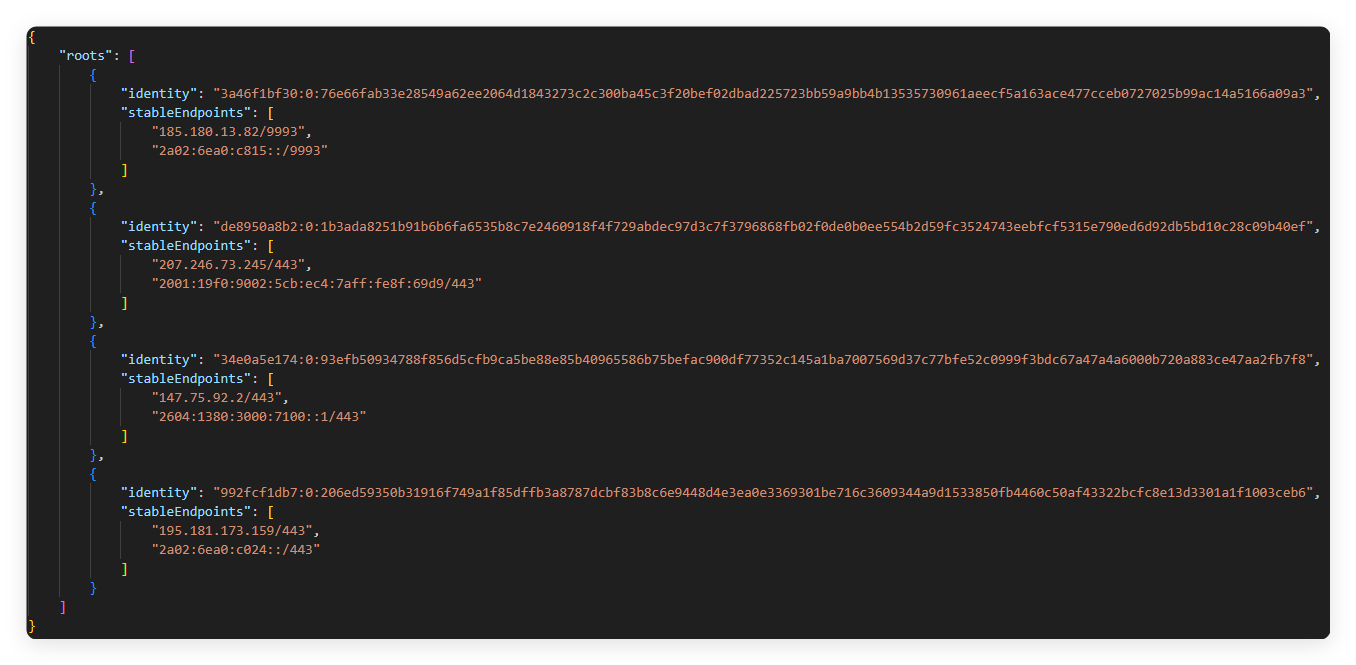 {
    "roots": [
        {
            "identity": "3a46f1bf30:0:76e66fab33e28549a62ee2064d1843273c2c300ba45c3f20bef02dbad225723bb59a9bb4b13535730961aeecf5a163ace477cceb0727025b99ac14a5166a09a3",
            "stableEndpoints": [
                "185.180.13.82/9993",
                "2a02:6ea0:c815::/9993"
            ]
        },
        {
            "identity": "de8950a8b2:0:1b3ada8251b91b6b6fa6535b8c7e2460918f4f729abdec97d3c7f3796868fb02f0de0b0ee554b2d59fc3524743eebfcf5315e790ed6d92db5bd10c28c09b40ef",
            "stableEndpoints": [
                "207.246.73.245/443",
                "2001:19f0:9002:5cb:ec4:7aff:fe8f:69d9/443"
            ]
        },
        {
            "identity": "34e0a5e174:0:93efb50934788f856d5cfb9ca5be88e85b40965586b75befac900df77352c145a1ba7007569d37c77bfe52c0999f3bdc67a47a4a6000b720a883ce47aa2fb7f8",
            "stableEndpoints": [
                "147.75.92.2/443",
                "2604:1380:3000:7100::1/443"
            ]
        },
        {
            "identity": "992fcf1db7:0:206ed59350b31916f749a1f85dffb3a8787dcbf83b8c6e9448d4e3ea0e3369301be716c3609344a9d1533850fb4460c50af43322bcfc8e13d3301a1f1003ceb6",
            "stableEndpoints": [
                "195.181.173.159/443",
                "2a02:6ea0:c024::/443"
            ]
        }
    ]
}